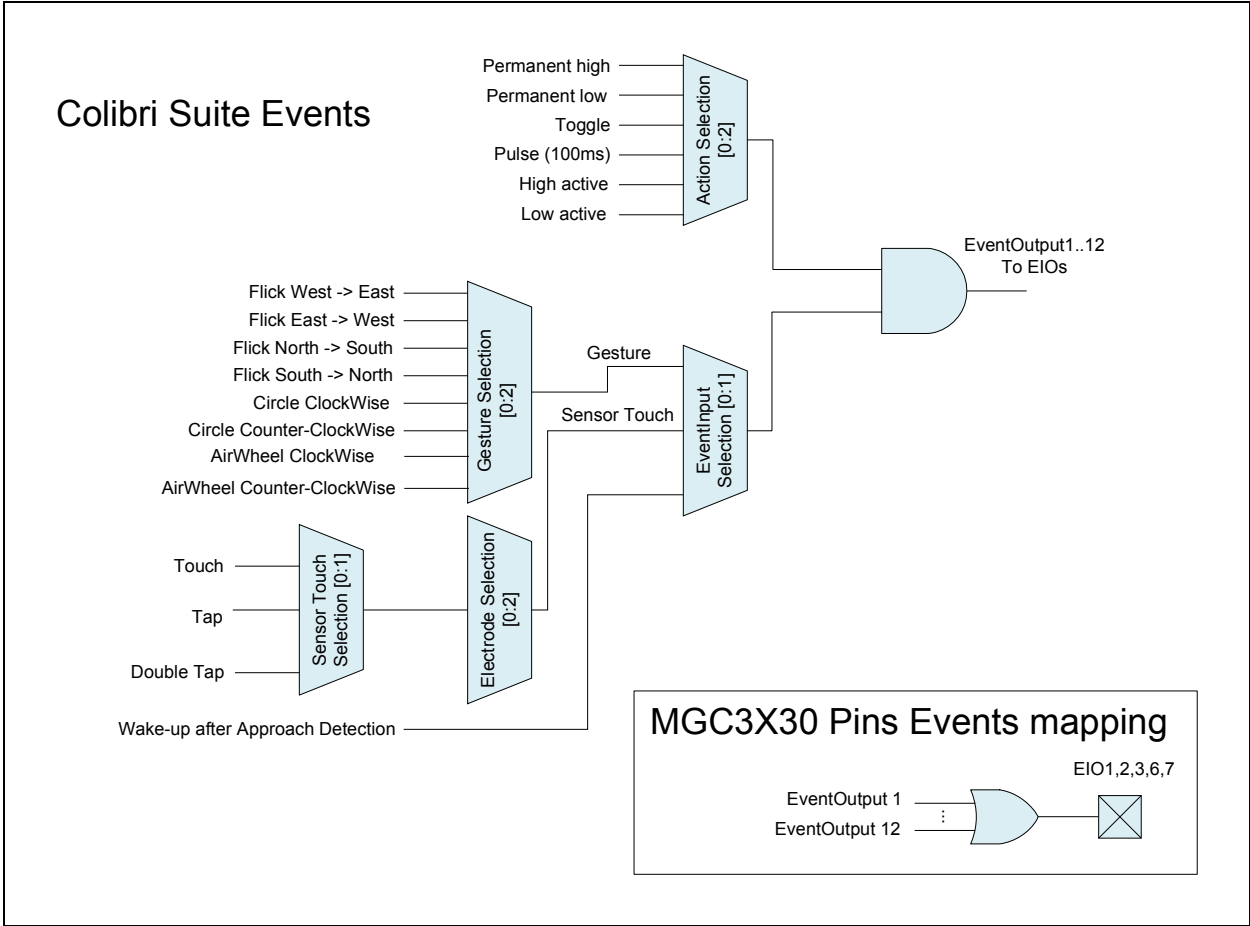 Colibri Suite Events
Permanent high
Permanent low
Toggle
Pulse (100ms)
High active
Low active
Action Selection
[0:2]
EventOutput1..12
To EIOs
Flick West -> East
Flick East -> West
Flick North -> South
Flick South -> North
Circle ClockWise
Circle Counter-ClockWise
AirWheel ClockWise
AirWheel Counter-ClockWise
Gesture Selection
[0:2]
Gesture
Sensor Touch
EventInput
Selection [0:1]
Touch
Tap
Double Tap
Sensor Touch
Selection [0:1]
Electrode Selection
[0:2]
Wake-up after Approach Detection
MGC3X30 Pins Events mapping
EIO1,2,3,6,7
EventOutput 1
...
EventOutput 12